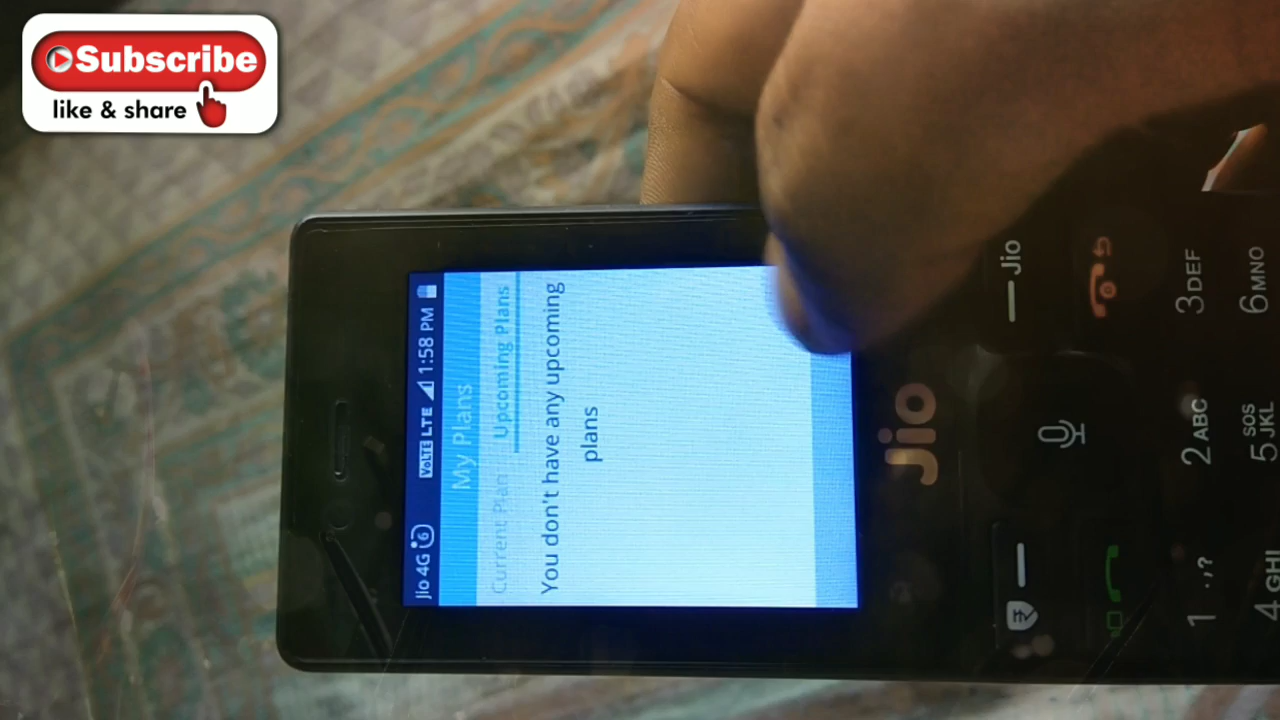 Subscribe
like & share
Jio 4G 6 VoLTE LTE 1:58 PM
My Plans
Current Plan Upcoming Plans
You don't have any upcoming
plans
Jio
Jio
1 .,?
2 ABC
3 DEF
4 GHI
5 SOS JKL
6 MNO